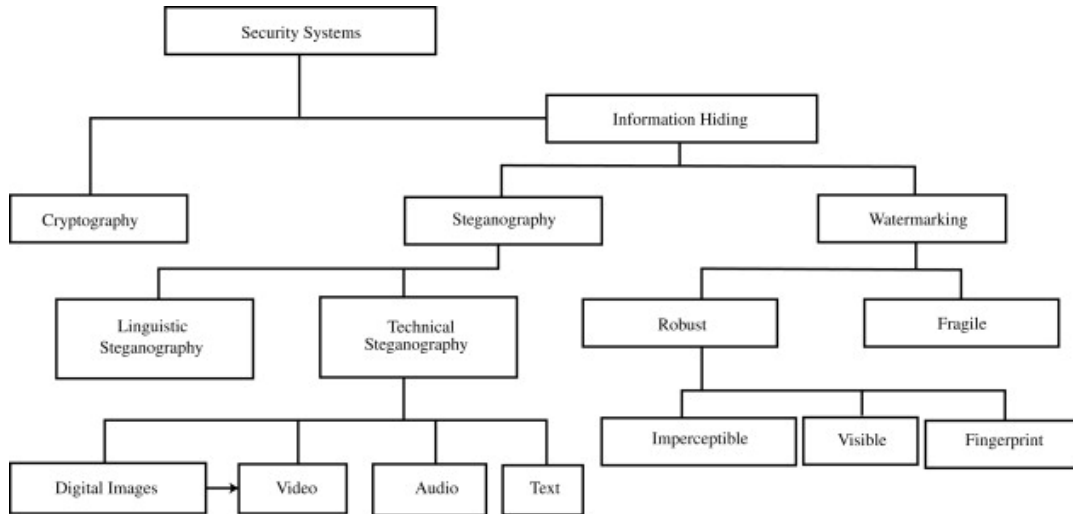 Security Systems
Information Hiding
Cryptography
Steganography
Watermarking
Linguistic
Steganography
Technical
Steganography
Robust
Fragile
Imperceptible
Visible
Fingerprint
Digital Images
Video
Audio
Text